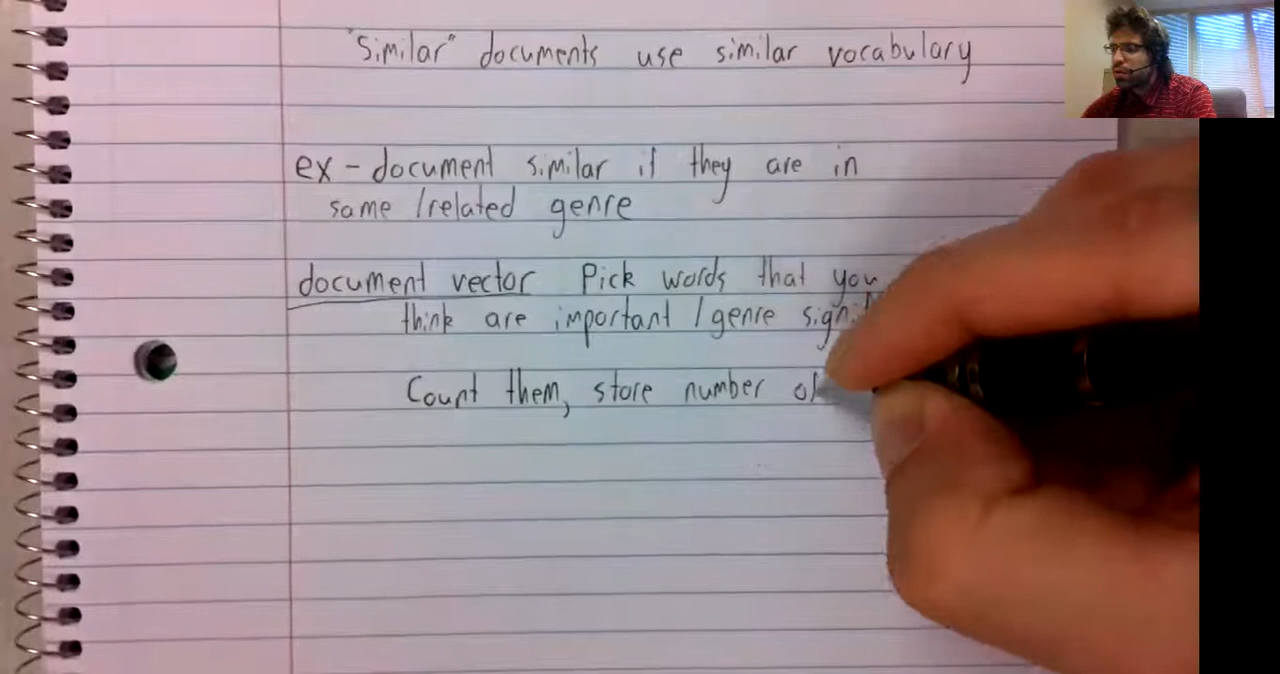 "Similar" documents use similar vocabulary
ex - document similar if they are in
same / related genre
document vector Pick words that you
think are important / genre
Count them, store number